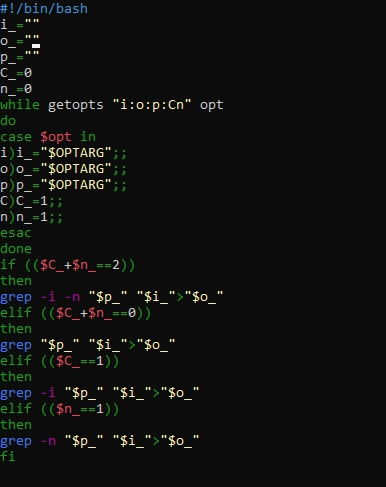 #!/bin/bash
i_=""
o_=""
p_=""
C_=0
n_=0
while getopts "i:o:p:Cn" opt
do
case $opt in
i)i_="$OPTARG";;
o)o_="$OPTARG";;
p)p_="$OPTARG";;
C)C_=1;;
n)n_=1;;
esac
done
if (($C_+$n_==2))
then
grep -i -n "$p_" "$i_">"$o_"
elif (($C_+$n_==0))
then
grep "$p_" "$i_">"$o_"
elif (($C_==1))
then
grep -i "$p_" "$i_">"$o_"
elif (($n_==1))
then
grep -n "$p_" "$i_">"$o_"
fi